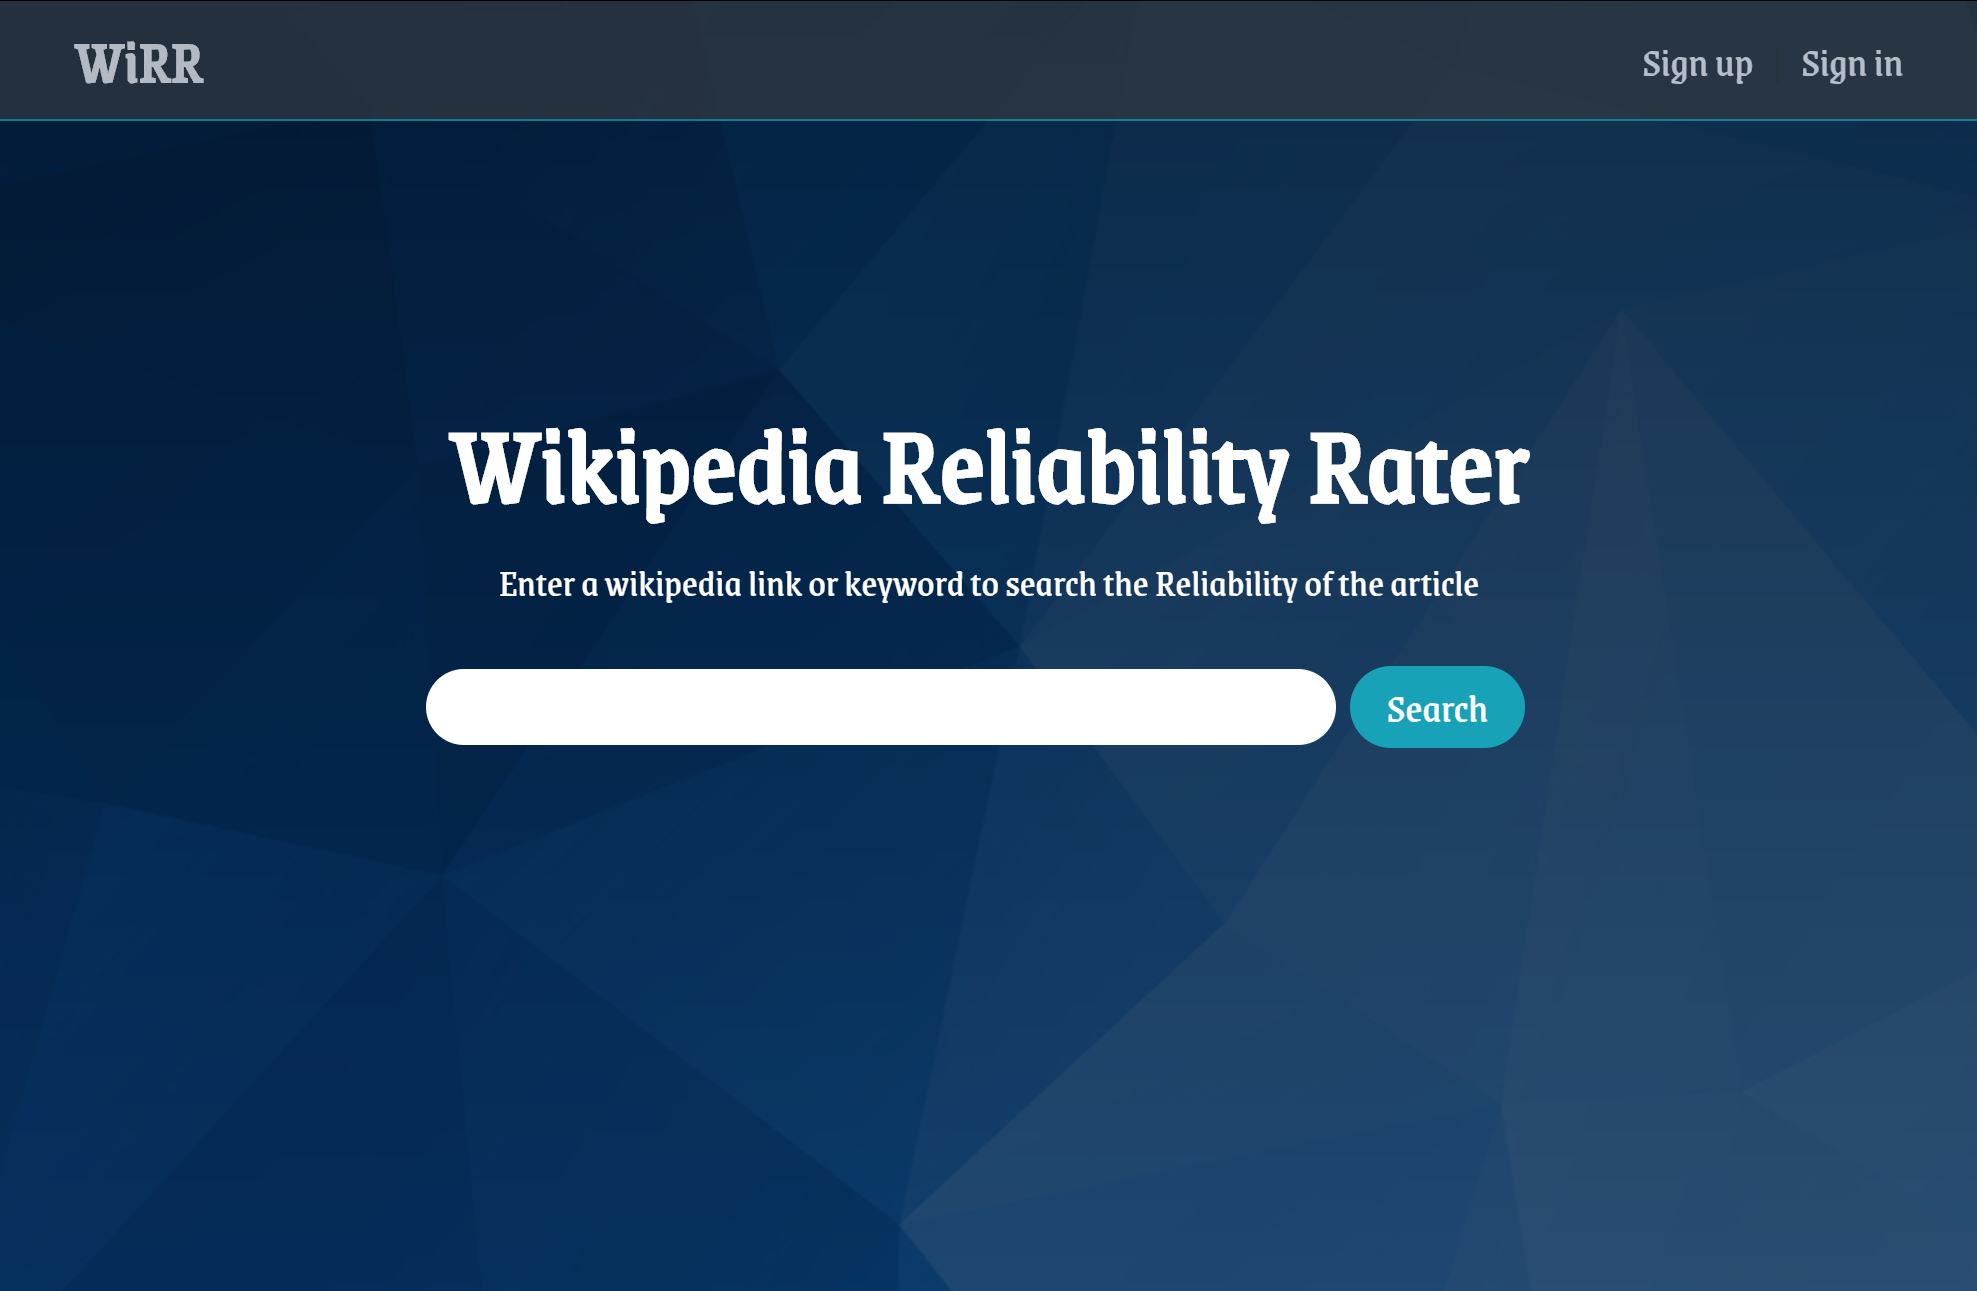 WiRR
Sign up
Sign in
Wikipedia Reliability Rater
Enter a wikipedia link or keyword to search the Reliability of the article
Search